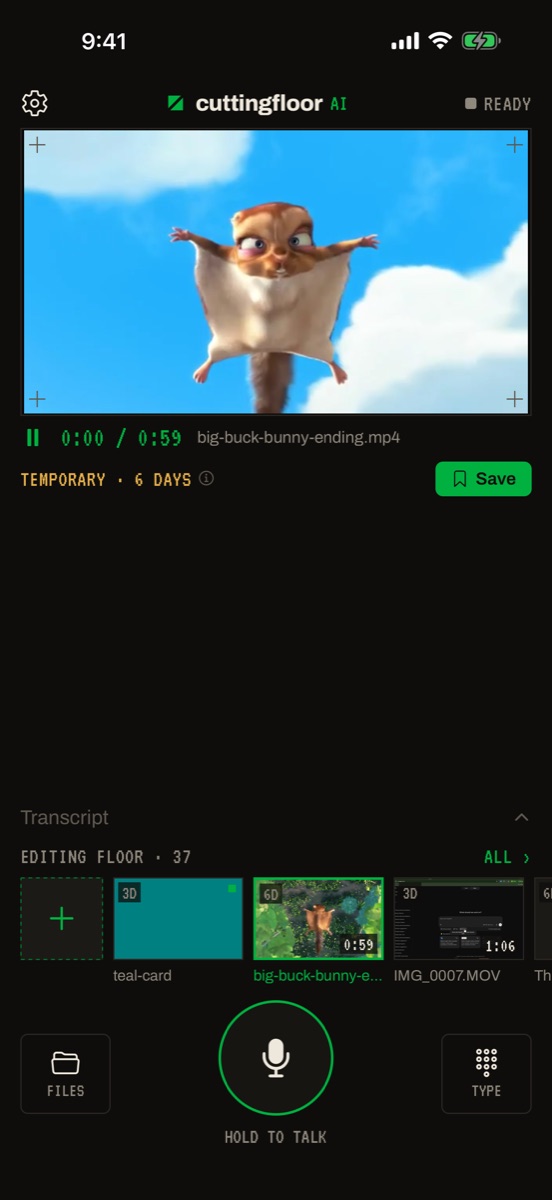 9:41
cuttingfloor AI
READY
0:00 / 0:59 big-buck-bunny-ending.mp4
TEMPORARY · 6 DAYS
Save
Transcript
EDITING FLOOR · 37
ALL ›
3D
6D
0:59
3D
1:06
teal-card
big-buck-bunny-e...
IMG_0007.MOV
FILES
TYPE
HOLD TO TALK